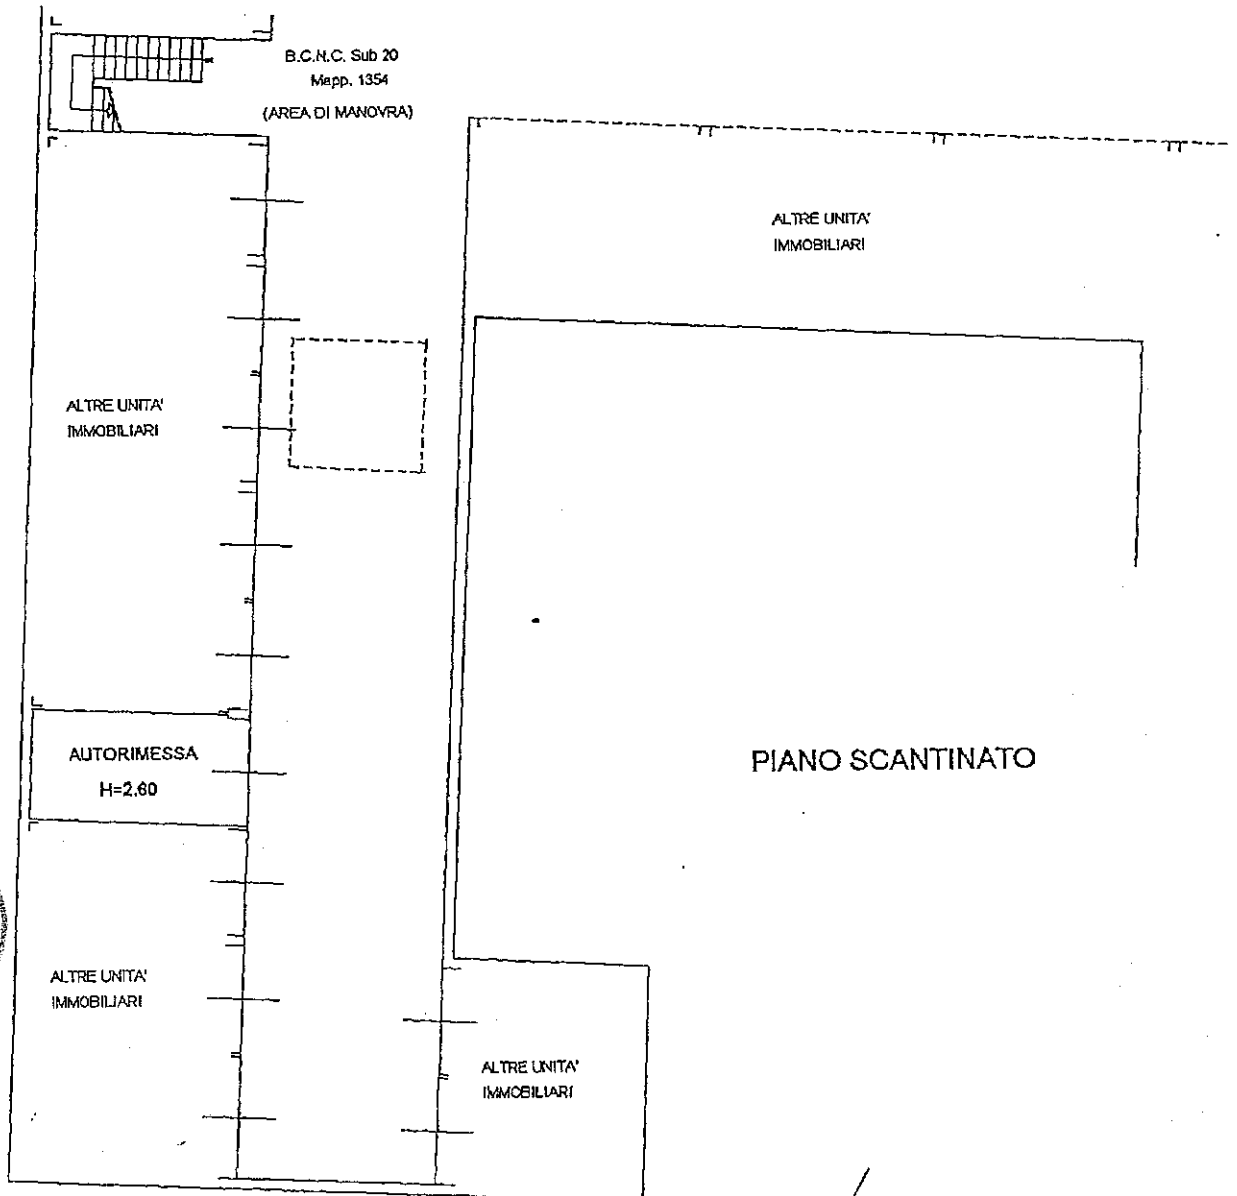 B.C.N.C. Sub 20
Mapp. 1354
(AREA DI MANOVRA)
ALTRE UNITA'
IMMOBILIARI
ALTRE UNITA'
IMMOBILIARI
AUTORIMESSA
H=2.60
PIANO SCANTINATO
ALTRE UNITA'
IMMOBILIARI
ALTRE UNITA'
IMMOBILIARI